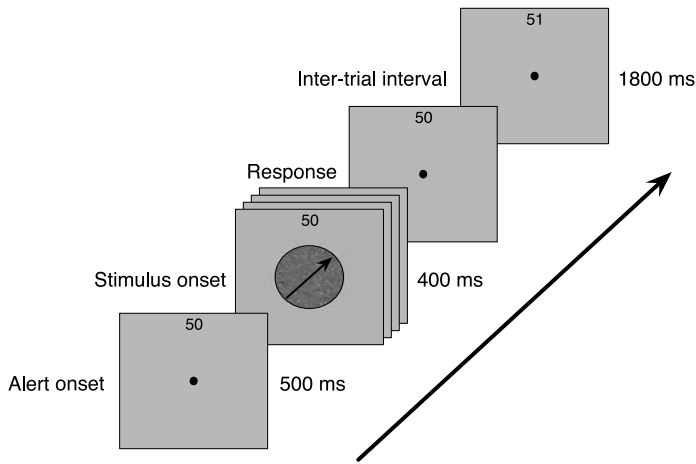 51
Inter-trial interval
1800 ms
50
Response
50
Stimulus onset
400 ms
50
Alert onset
500 ms